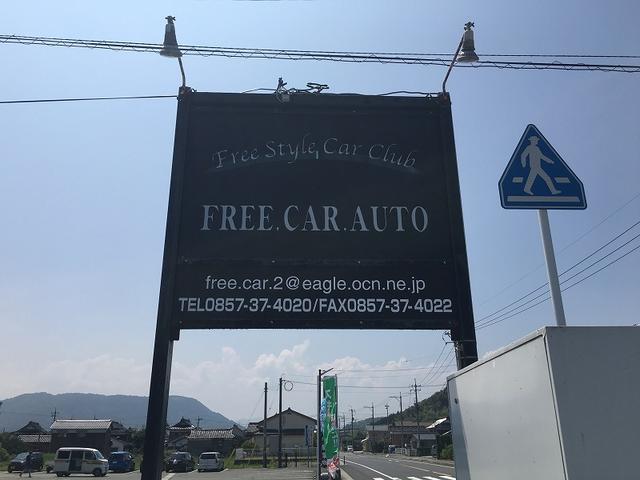 Free Style Car Club
FREE.CAR.AUTO
free.car.2@eagle.ocn.ne.jp
TEL0857-37-4020/FAX0857-37-4022